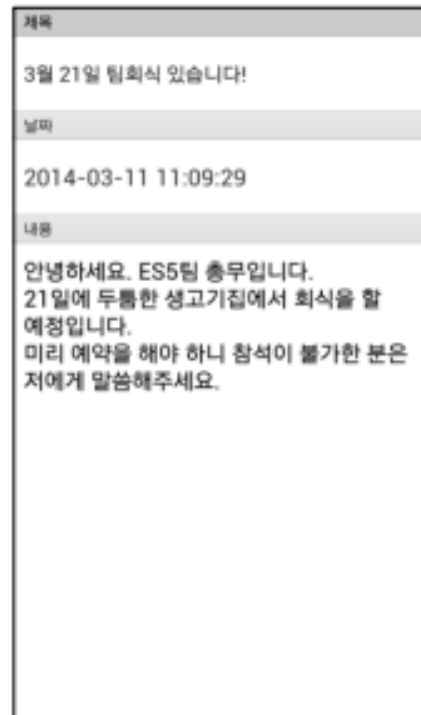 제목
3월 21일 팀회식 있습니다!
날짜
2014-03-11 11:09:29
내용
안녕하세요. ES5팀 총무입니다.
21일에 두툼한 생고기집에서 회식을 할
예정입니다.
미리 예약을 해야 하니 참석이 불가한 분은
저에게 말씀해주세요.